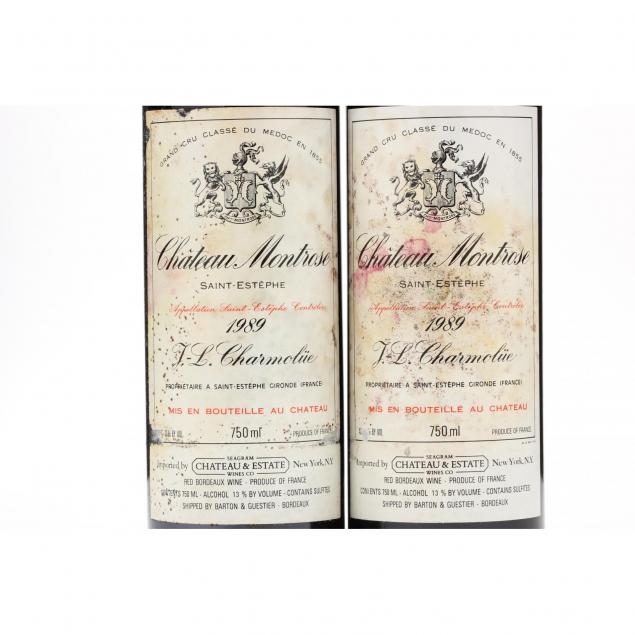 GRAND CRU CLASSÉ DU MEDOC EN 1855
MONTROSE
Château Montrose
SAINT-ESTÈPHE
Appellation Saint-Estèphe Contrôlée
1989
J-L. Charmolüe
PROPRIÉTAIRE A SAINT-ESTÈPHE GIRONDE (FRANCE)
MIS EN BOUTEILLE AU CHATEAU
% BY VOL 750 ml PRODUCE OF FRANCE
SEAGRAM
Imported by CHATEAU & ESTATE New York, N.Y.
WINES CO
RED BORDEAUX WINE - PRODUCE OF FRANCE
CONTENTS 750 ML - ALCOHOL 13 % BY VOLUME - CONTAINS SULFITES
SHIPPED BY BARTON & GUESTIER - BORDEAUX
GRAND CRU CLASSÉ DU MEDOC EN 1855
MONTROSE
Château Montrose
SAINT-ESTÈPHE
Appellation Saint-Estèphe Contrôlée
1989
J-L. Charmolüe
PROPRIÉTAIRE A SAINT-ESTÈPHE GIRONDE (FRANCE)
MIS EN BOUTEILLE AU CHATEAU
% BY VOL 750 ml PRODUCE OF FRANCE
SEAGRAM
Imported by CHATEAU & ESTATE New York, N.Y.
WINES CO
RED BORDEAUX WINE - PRODUCE OF FRANCE
CONTENTS 750 ML - ALCOHOL 13 % BY VOLUME - CONTAINS SULFITES
SHIPPED BY BARTON & GUESTIER - BORDEAUX